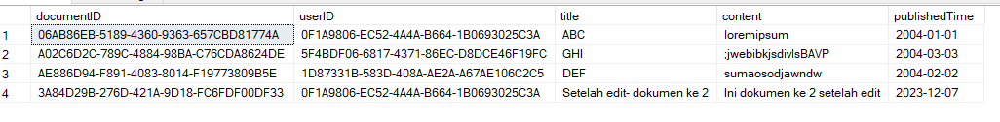 documentID userID title content publishedTime
1 06AB86EB-5189-4360-9363-657CBD81774A 0F1A9806-EC52-4A4A-B664-1B0693025C3A ABC loremipsum 2004-01-01
2 A02C6D2C-789C-4884-98BA-C76CDA8624DE 5F4BDF06-6817-4371-86EC-D8DCE46F19FC GHI ;jwebibkjsdivlsBAVP 2004-03-03
3 AE886D94-F891-4083-8014-F19773809B5E 1D87331B-583D-408A-AE2A-A67AE106C2C5 DEF sumaosodjawndw 2004-02-02
4 3A84D29B-276D-421A-9D18-FC6FDF00DF33 0F1A9806-EC52-4A4A-B664-1B0693025C3A Setelah edit- dokumen ke 2 Ini dokumen ke 2 setelah edit 2023-12-07